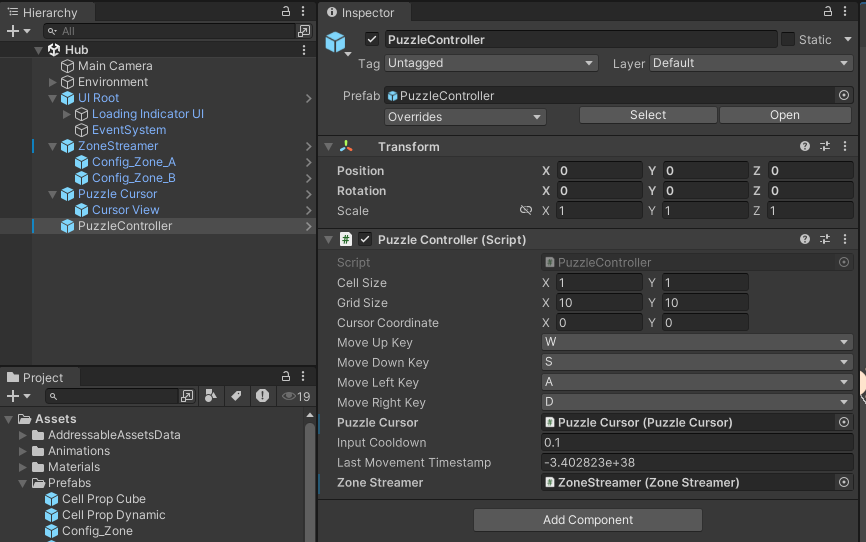 Hierarchy
All
Hub
Main Camera
Environment
UI Root
Loading Indicator UI
EventSystem
ZoneStreamer
Config_Zone_A
Config_Zone_B
Puzzle Cursor
Cursor View
PuzzleController
Project
19
Assets
AddressableAssetsData
Animations
Materials
Prefabs
Cell Prop Cube
Cell Prop Dynamic
Config_Zone
Inspector
PuzzleController Static
Tag Untagged Layer Default
Prefab PuzzleController
Overrides Select Open
Transform
Position X 0 Y 0 Z 0
Rotation X 0 Y 0 Z 0
Scale X 1 Y 1 Z 1
# Puzzle Controller (Script)
Script # PuzzleController
Cell Size X 1 Y 1
Grid Size X 10 Y 10
Cursor Coordinate X 0 Y 0
Move Up Key W
Move Down Key S
Move Left Key A
Move Right Key D
Puzzle Cursor # Puzzle Cursor (Puzzle Cursor)
Input Cooldown 0.1
Last Movement Timestamp -3.402823e+38
Zone Streamer # ZoneStreamer (Zone Streamer)
Add Component